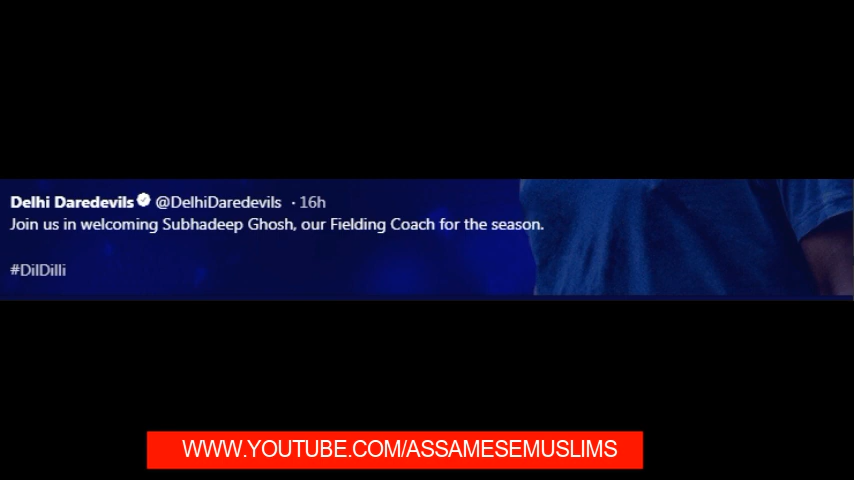 Delhi Daredevils @DelhiDaredevils · 16h
Join us in welcoming Subhadeep Ghosh, our Fielding Coach for the season.
#DilDilli
WWW.YOUTUBE.COM/ASSAMESEMUSLIMS